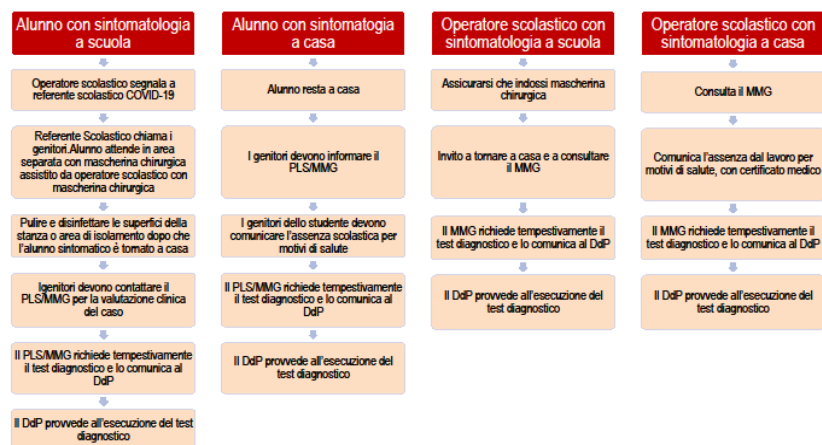 Alunno con sintomatologia
a scuola
Operatore scolastico segnala a
referente scolastico COVID-19
Referente Scolastico chiama i
genitori.Alunno attende in area
separata con mascherina chirurgica
assistito da operatore scolastico con
mascherina chirurgica
Pulire e disinfettare le superfici della
stanza o area di isolamento dopo che
l'alunno sintomatico è tornato a casa
Igenitori devono contattare il
PLS/MMG per la valutazione clinica
del caso
Il PLS/MMG richiede tempestivamente
il test diagnostico e lo comunica al
DdP
Il DdP provvede all'esecuzione del test
diagnostico
Alunno con sintomatogia
a casa
Alunno resta a casa
I genitori devono informare il
PLS/MMG
I genitori dello studente devono
comunicare l'assenza scolastica per
motivi di salute
Il PLS/MMG richiede tempestivamente
il test diagnostico e lo comunica al
DdP
Il DdP provvede all'esecuzione del
test diagnostico
Operatore scolastico con
sintomatologia a scuola
Assicurarsi che indossi mascherina
chirurgica
Invito a tornare a casa e a consultare
il MMG
Il MMG richiede tempestivamente il
test diagnostico e lo comunica al DdP
Il DdP provvede all'esecuzione del
test diagnostico
Operatore scolastico con
sintomatologia a casa
Consulta il MMG
Comunica l'assenza dal lavoro per
motivi di salute, con certificato medico
Il MMG richiede tempestivamente il
test diagnostico e lo comunica al DdP
Il DdP provvede all'esecuzione del
test diagnostico